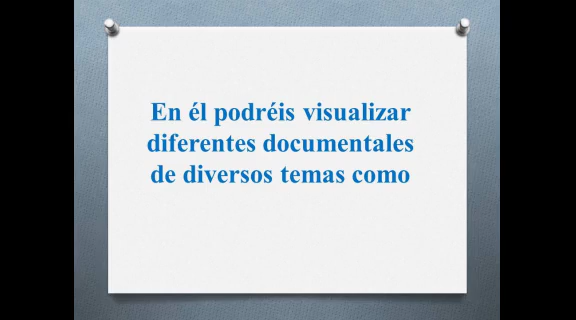 En él podréis visualizar
diferentes documentales
de diversos temas como